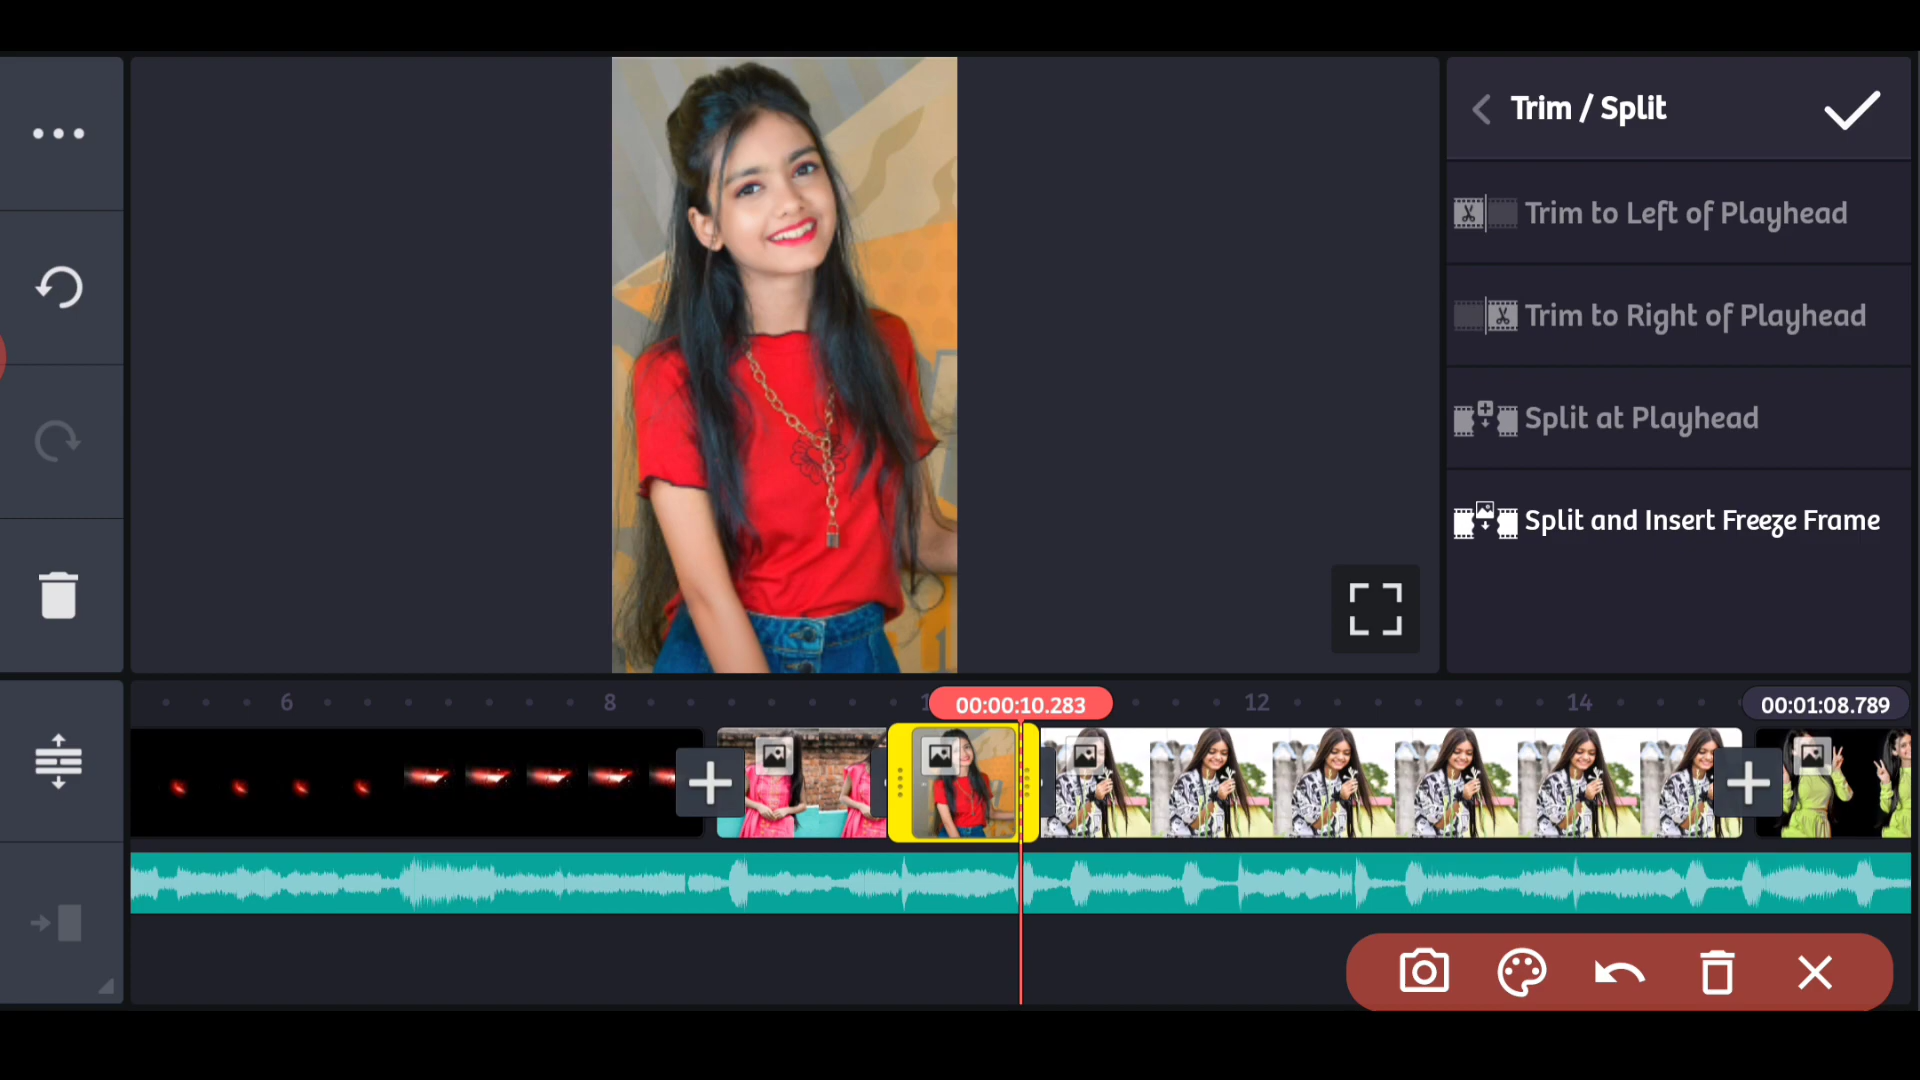 Trim / Split
Trim to Left of Playhead
Trim to Right of Playhead
Split at Playhead
Split and Insert Freeze Frame
6
8
00:00:10.283
12
14
00:01:08.789